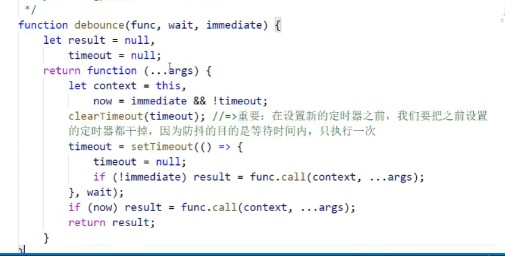 */
function debounce(func, wait, immediate) {
let result = null,
timeout = null;
return function (...args) {
let context = this,
now = immediate && !timeout;
clearTimeout(timeout); //=>重要：在设置新的定时器之前，我们要把之前设置
的定时器都干掉，因为防抖的目的是等待时间内，只执行一次
timeout = setTimeout(() => {
timeout = null;
if (!immediate) result = func.call(context, ...args);
}, wait);
if (now) result = func.call(context, ...args);
return result;
}
}